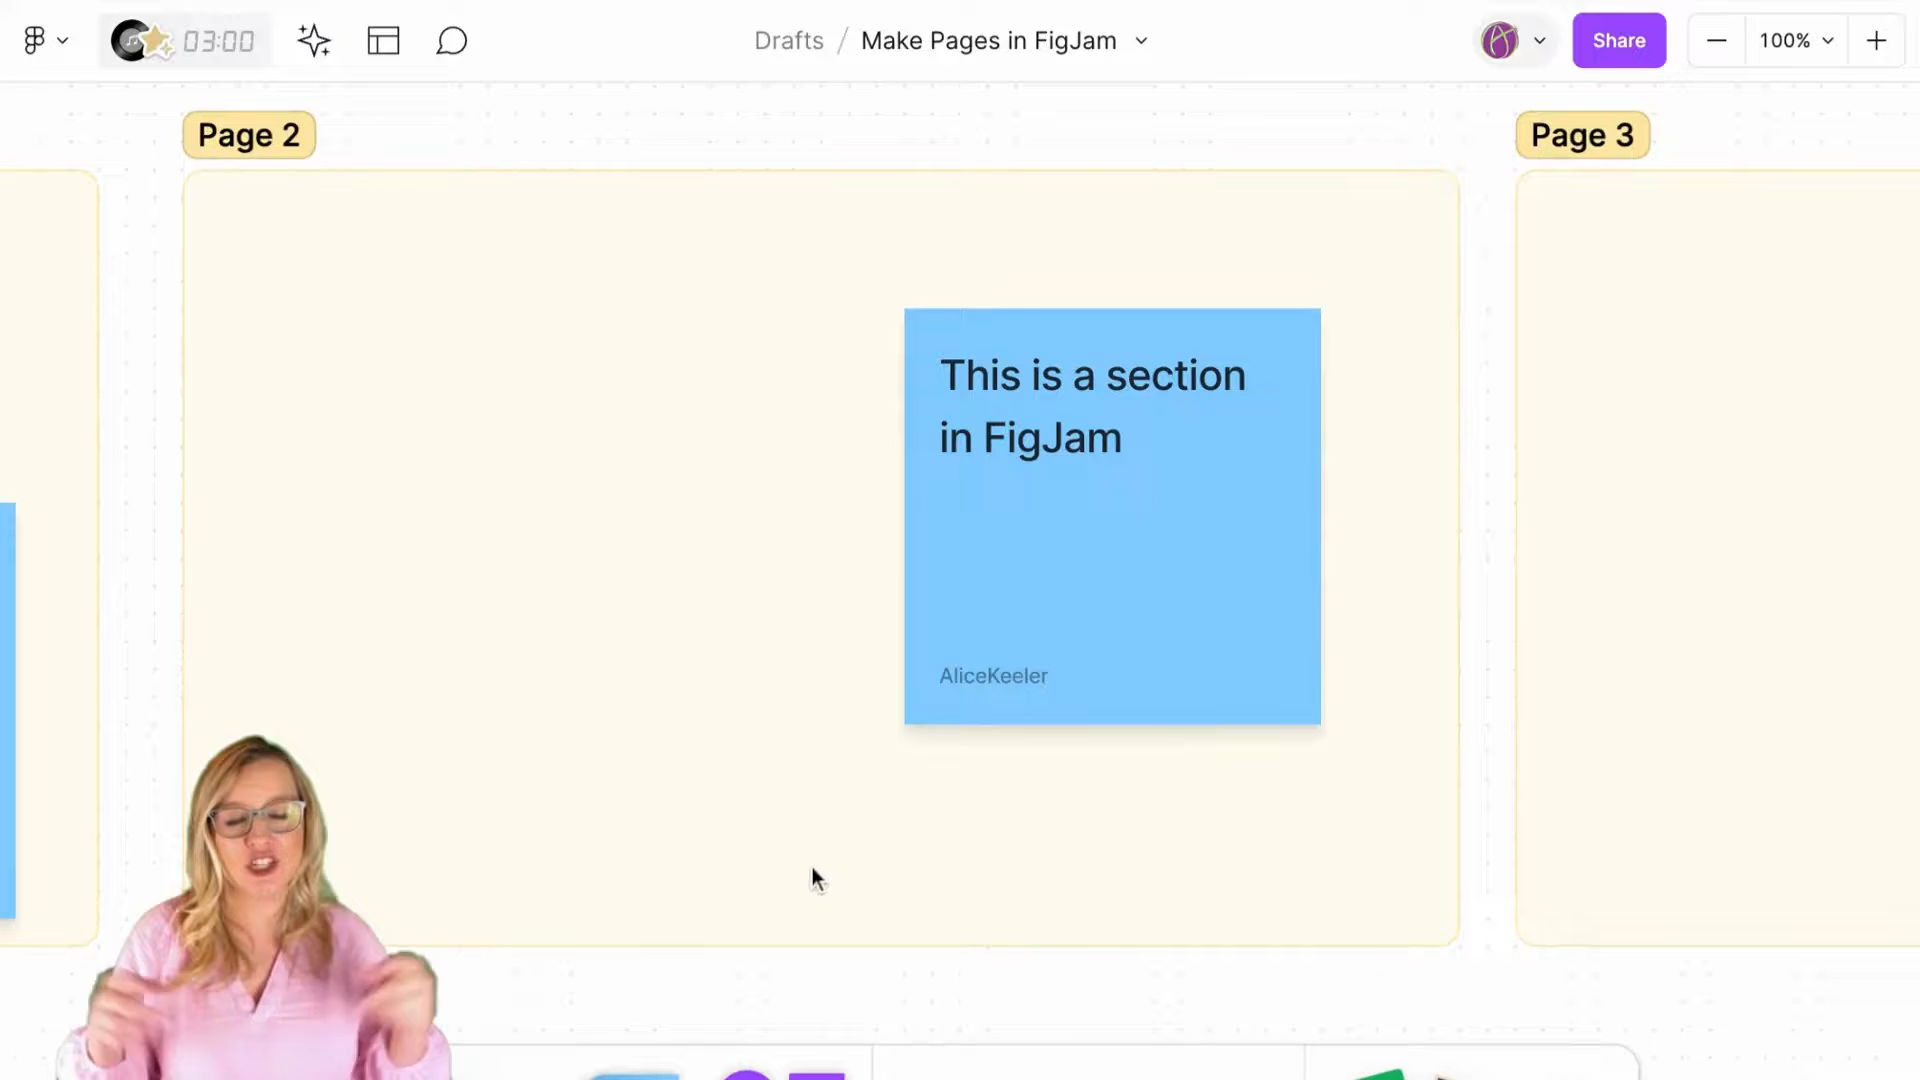 03:00
Drafts / Make Pages in FigJam
Share
100%
Page 2
Page 3
This is a section
in FigJam
AliceKeeler